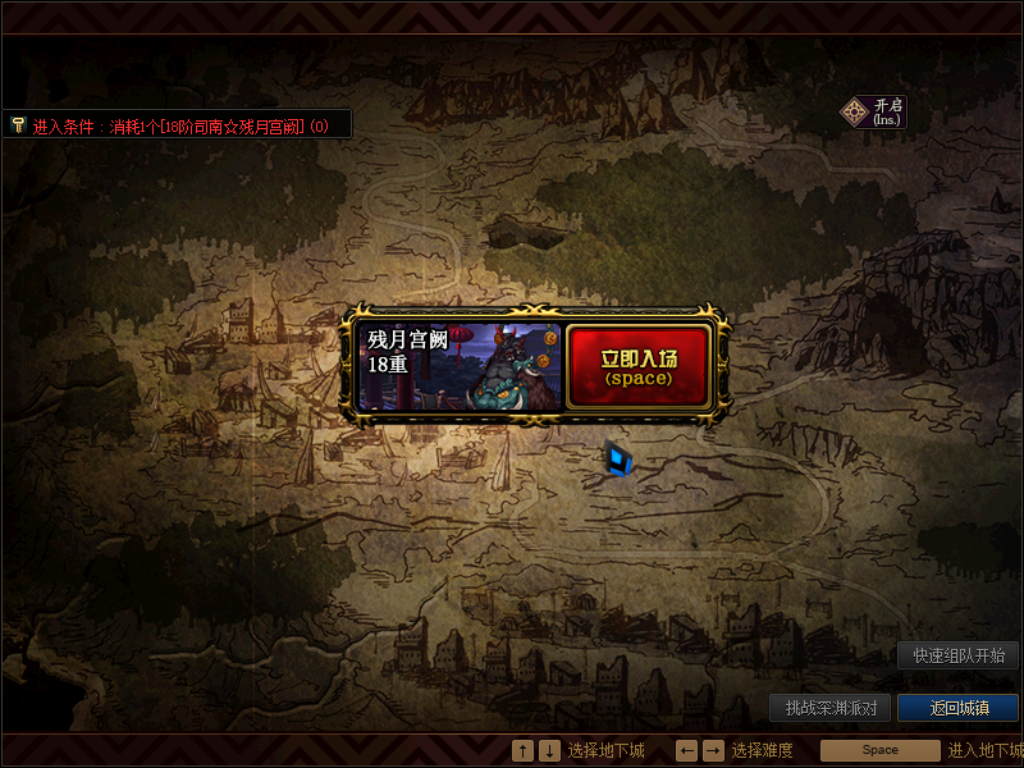 开启
(Ins.)
进入条件：消耗1个[18阶司南☆残月宫阙] (0)
残月宫阙
18重
立即入场
(space)
快速组队开始
挑战深渊派对
返回城镇
↑ ↓ 选择地下城 ← → 选择难度 Space 进入地下城